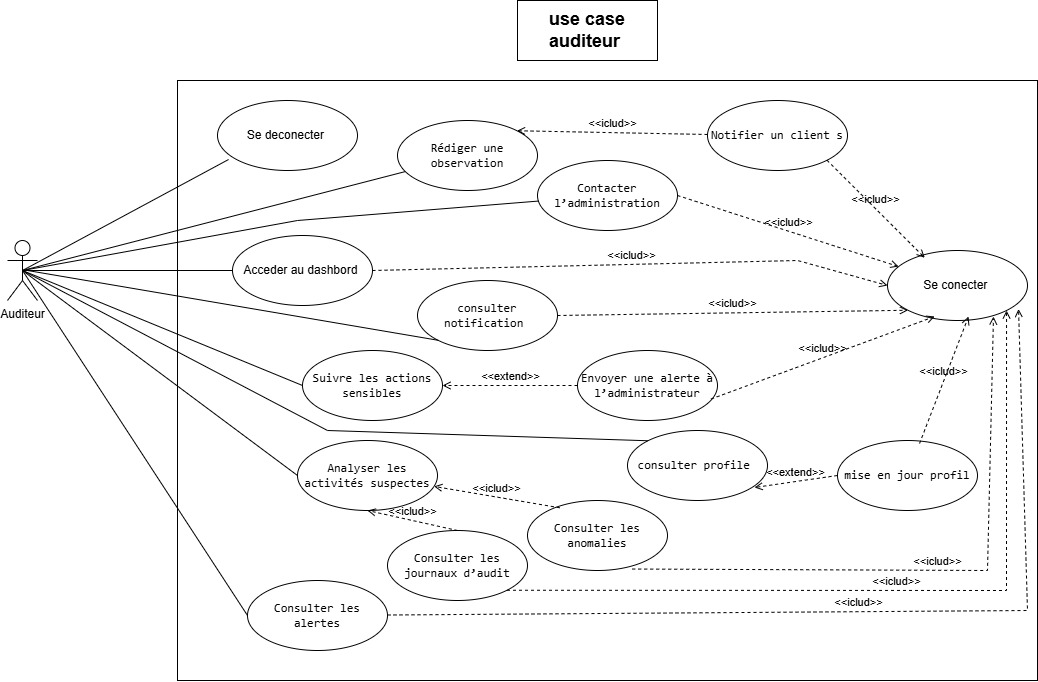 use case
auditeur
Se deconecter
<<iclud>>
Notifier un client s
Rédiger une
observation
Contacter
l’administration
<<iclud>>
<<iclud>>
Acceder au dashbord
<<iclud>>
Se conecter
Auditeur
consulter
notification
<<iclud>>
<<iclud>>
Suivre les actions
sensibles
<<extend>>
Envoyer une alerte à
l’administrateur
<<iclud>>
Analyser les
activités suspectes
consulter profile
<<extend>>
mise en jour profil
<<iclud>>
<<iclud>>
Consulter les
anomalies
Consulter les
journaux d’audit
<<iclud>>
<<iclud>>
<<iclud>>
Consulter les
alertes